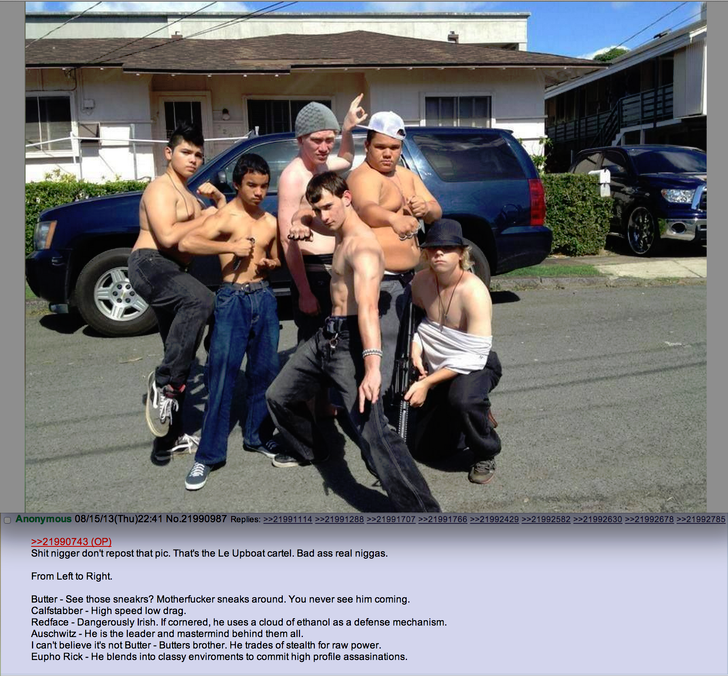 Anonymous 08/15/13(Thu)22:41 No.21990987 Replies: >>21991114 >>21991288 >>21991707 >>21991766 >>21992429 >>21992582 >>21992630 >>21992678 >>21992785
>>21990743 (OP)
Shit nigger don't repost that pic. That's the Le Upboat cartel. Bad ass real niggas.
From Left to Right.
Butter - See those sneakrs? Motherfucker sneaks around. You never see him coming.
Calfstabber - High speed low drag.
Redface - Dangerously Irish. If cornered, he uses a cloud of ethanol as a defense mechanism.
Auschwitz - He is the leader and mastermind behind them all.
I can't believe it's not Butter - Butters brother. He trades of stealth for raw power.
Eupho Rick - He blends into classy enviroments to commit high profile assasinations.